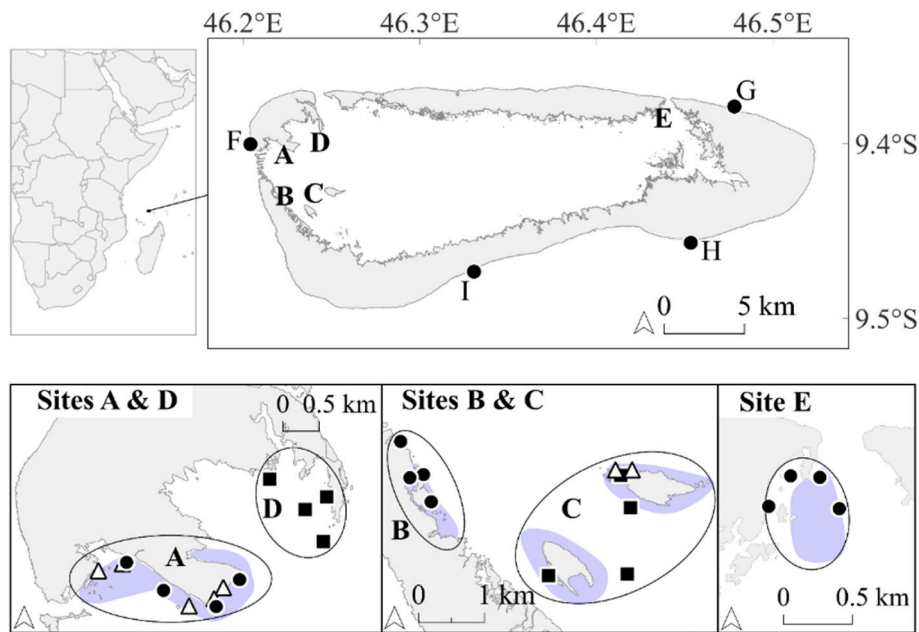 46.2°E 46.3°E 46.4°E 46.5°E
G
E
F D
A
9.4°S
B C
H
I
0 5 km
9.5°S
Sites A & D
0 0.5 km
D
A
Sites B & C
B
C
0 1 km
Site E
0 0.5 km